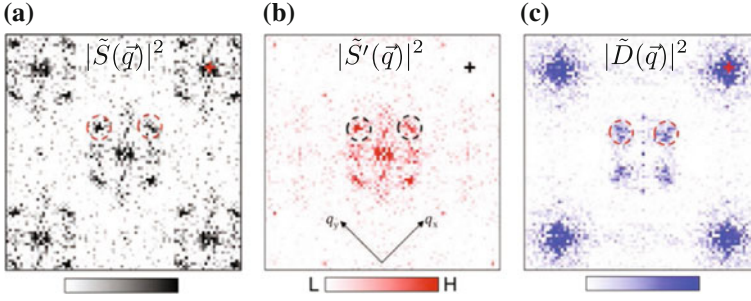 (a) (b) (c)
|S̃(q⃗)|² |S̃′(q⃗)|² |D̃(q⃗)|²
q_y q_x
L H